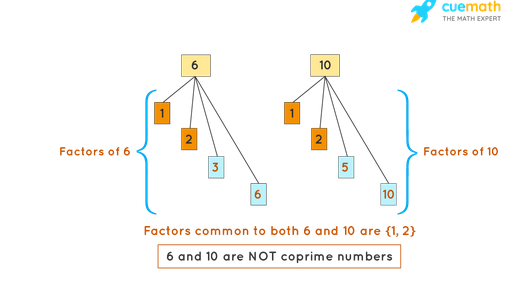 cuemath
THE MATH EXPERT
6
10
1
1
2
2
3
5
Factors of 6
Factors of 10
6
10
Factors common to both 6 and 10 are {1, 2}
6 and 10 are NOT coprime numbers